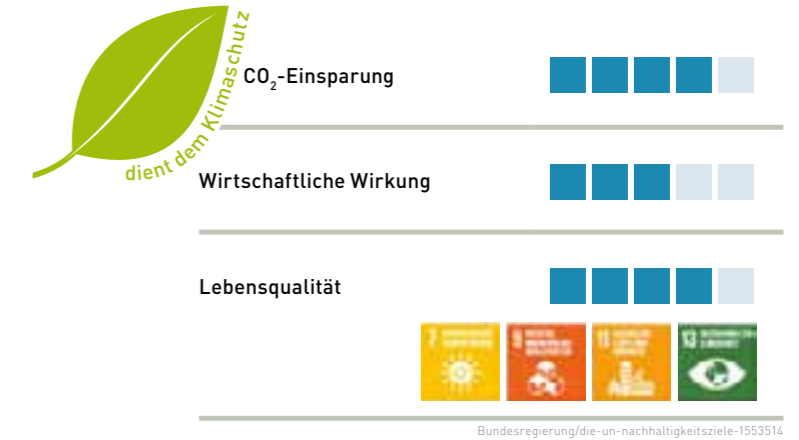 dient dem Klimaschutz
CO₂-Einsparung
Wirtschaftliche Wirkung
Lebensqualität
7
9
11
13
Bundesregierung/die-un-nachhaltigkeitsziele-1553514